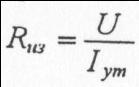 R_из = U / I_ут